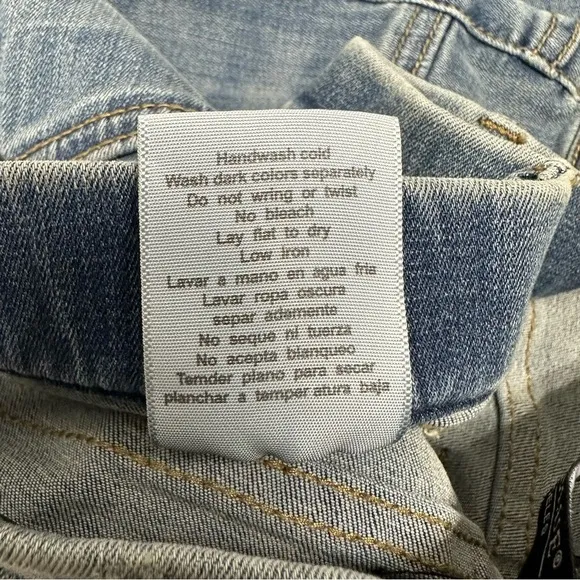 Handwash cold
Wash dark colors separately
Do not wring or twist
No bleach
Lay flat to dry
Low iron
Lavar a mano en agua fria
Lavar ropa oscura
separ ademente
No seque ni fuerza
No acepta blanqueo
Temder plano para secar
planchar a temper atura baja